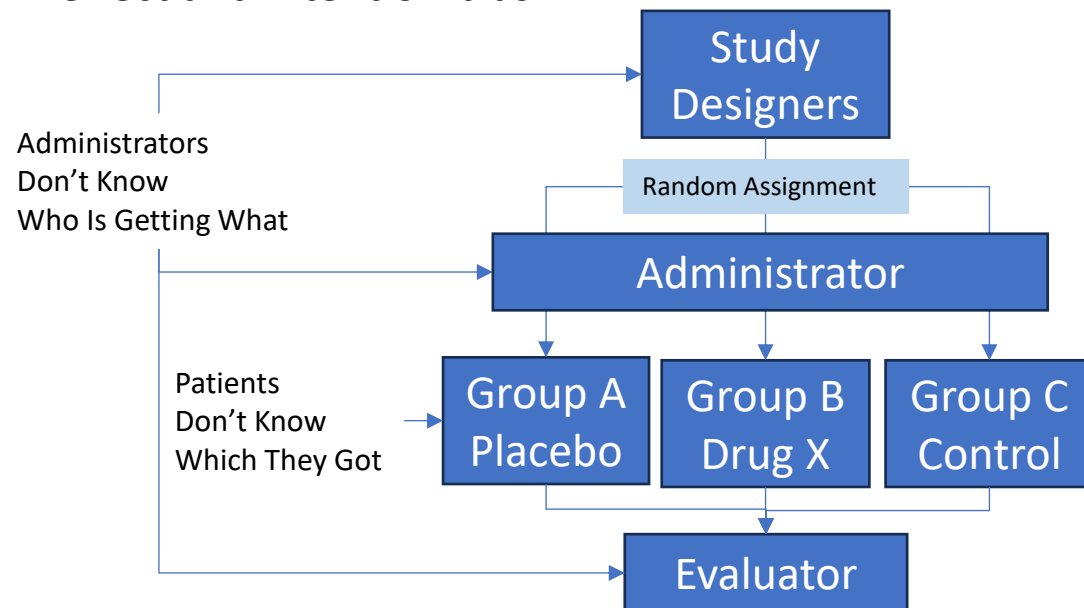 Study
Designers
Administrators
Don’t Know
Who Is Getting What
Random Assignment
Administrator
Patients
Don’t Know
Which They Got
Group A
Placebo
Group B
Drug X
Group C
Control
Evaluator